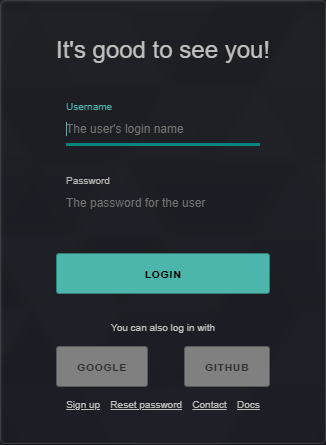 It's good to see you!
Username
The user's login name
Password
The password for the user
LOGIN
You can also log in with
GOOGLE GITHUB
Sign up Reset password Contact Docs